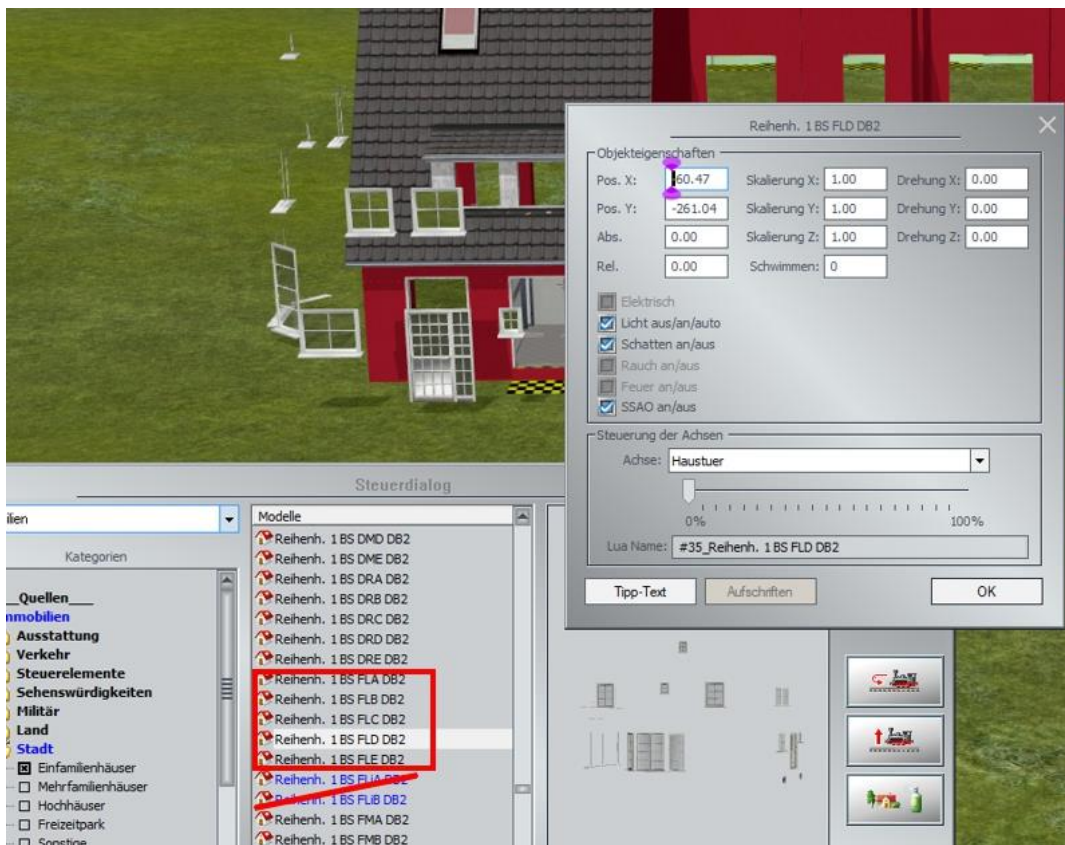 Reihenh. 1 BS FLD DB2
Objekteigenschaften
Pos. X: 60.47 Skalierung X: 1.00 Drehung X: 0.00
Pos. Y: -261.04 Skalierung Y: 1.00 Drehung Y: 0.00
Abs. 0.00 Skalierung Z: 1.00 Drehung Z: 0.00
Rel. 0.00 Schwimmen: 0
Elektrisch
Licht aus/an/auto
Schatten an/aus
Rauch an/aus
Feuer an/aus
SSAO an/aus
Steuerung der Achsen
Achse: Haustuer
0% 100%
Lua Name: #35_Reihenh. 1 BS FLD DB2
Tipp-Text Aufschriften OK
Steuerdialog
ilien
Kategorien
__Quellen__
mmobilien
Ausstattung
Verkehr
Steuerelemente
Sehenswürdigkeiten
Militär
Land
Stadt
Einfamilienhäuser
Mehrfamilienhäuser
Hochhäuser
Freizeitpark
Sonstige
Modelle
Reihenh. 1 BS DMD DB2
Reihenh. 1 BS DME DB2
Reihenh. 1 BS DRA DB2
Reihenh. 1 BS DRB DB2
Reihenh. 1 BS DRC DB2
Reihenh. 1 BS DRD DB2
Reihenh. 1 BS DRE DB2
Reihenh. 1 BS FLA DB2
Reihenh. 1 BS FLB DB2
Reihenh. 1 BS FLC DB2
Reihenh. 1 BS FLD DB2
Reihenh. 1 BS FLE DB2
Reihenh. 1 BS FLiA DB2
Reihenh. 1 BS FLiB DB2
Reihenh. 1 BS FMA DB2
Reihenh. 1 BS FMB DB2